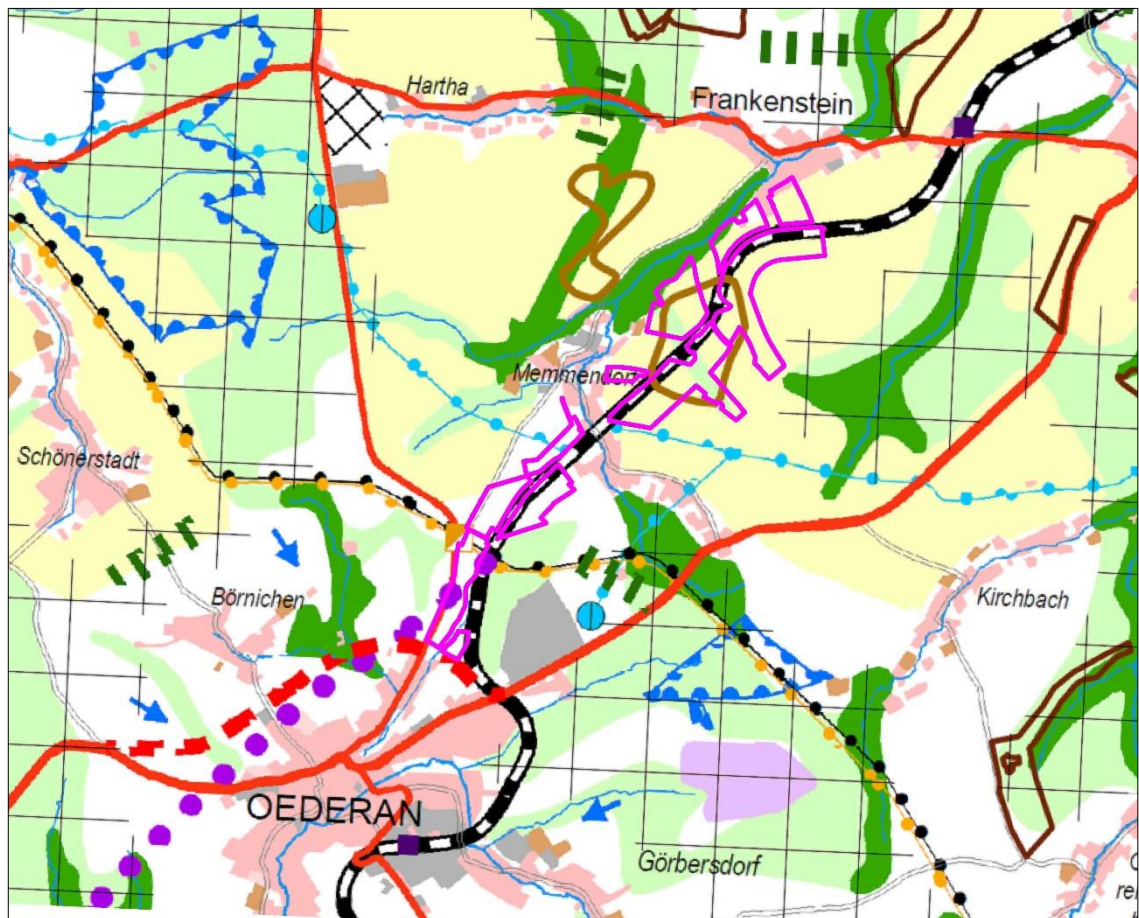 Hartha
Frankenstein
Memmendorf
Schönerstadt
Börnichen
Kirchbach
OEDERAN
Görbersdorf